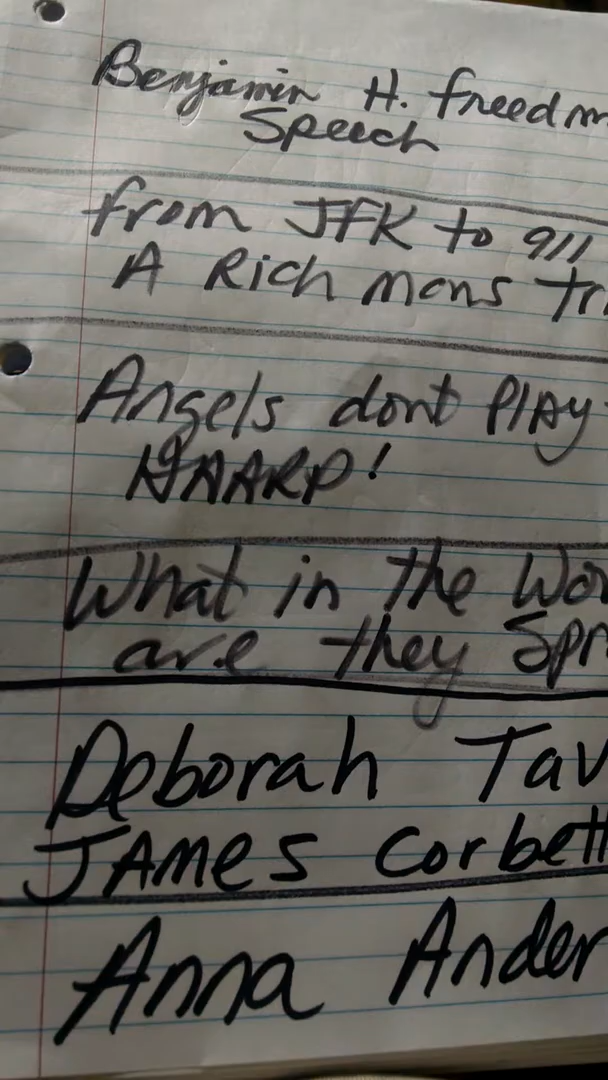 Benjamin H. freedm
Speech
from JFK to 911
A Rich mans tr
Angels dont PlAy
HAARP!
What in the Wor
are they Spr
Deborah Tav
JAMes Corbett
Anna Ander